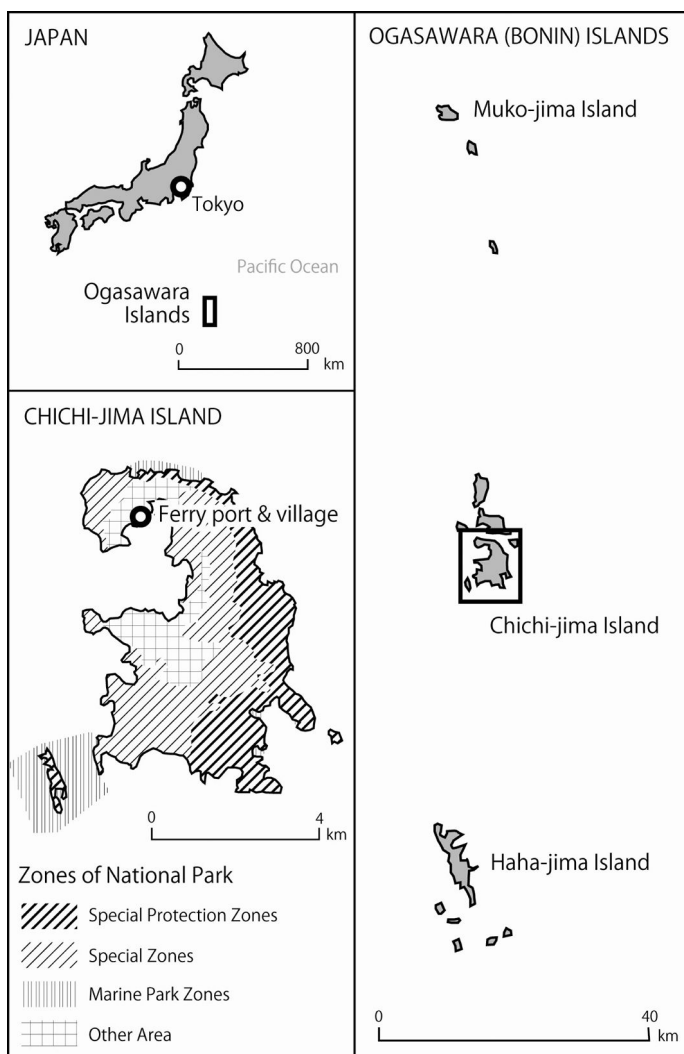 JAPAN
Tokyo
Pacific Ocean
Ogasawara
Islands
0 800
km
CHICHI-JIMA ISLAND
Ferry port & village
0 4
km
Zones of National Park
Special Protection Zones
Special Zones
Marine Park Zones
Other Area
OGASAWARA (BONIN) ISLANDS
Muko-jima Island
Chichi-jima Island
Haha-jima Island
0 40
km